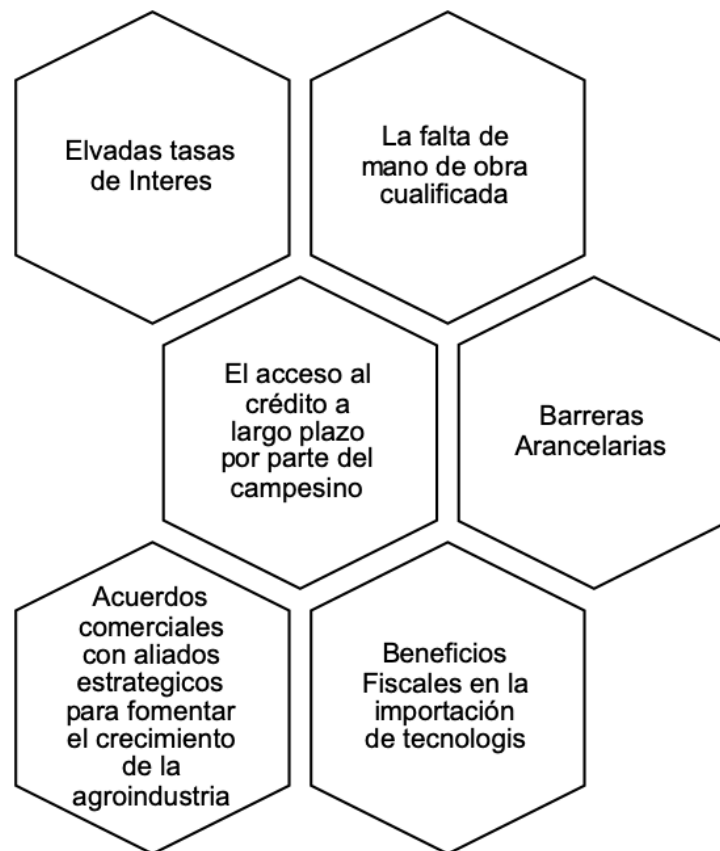 Elvadas tasas
de Interes
La falta de
mano de obra
cualificada
El acceso al
crédito a
largo plazo
por parte del
campesino
Barreras
Arancelarias
Acuerdos
comerciales
con aliados
estrategicos
para fomentar
el crecimiento
de la
agroindustria
Beneficios
Fiscales en la
importación
de tecnologis